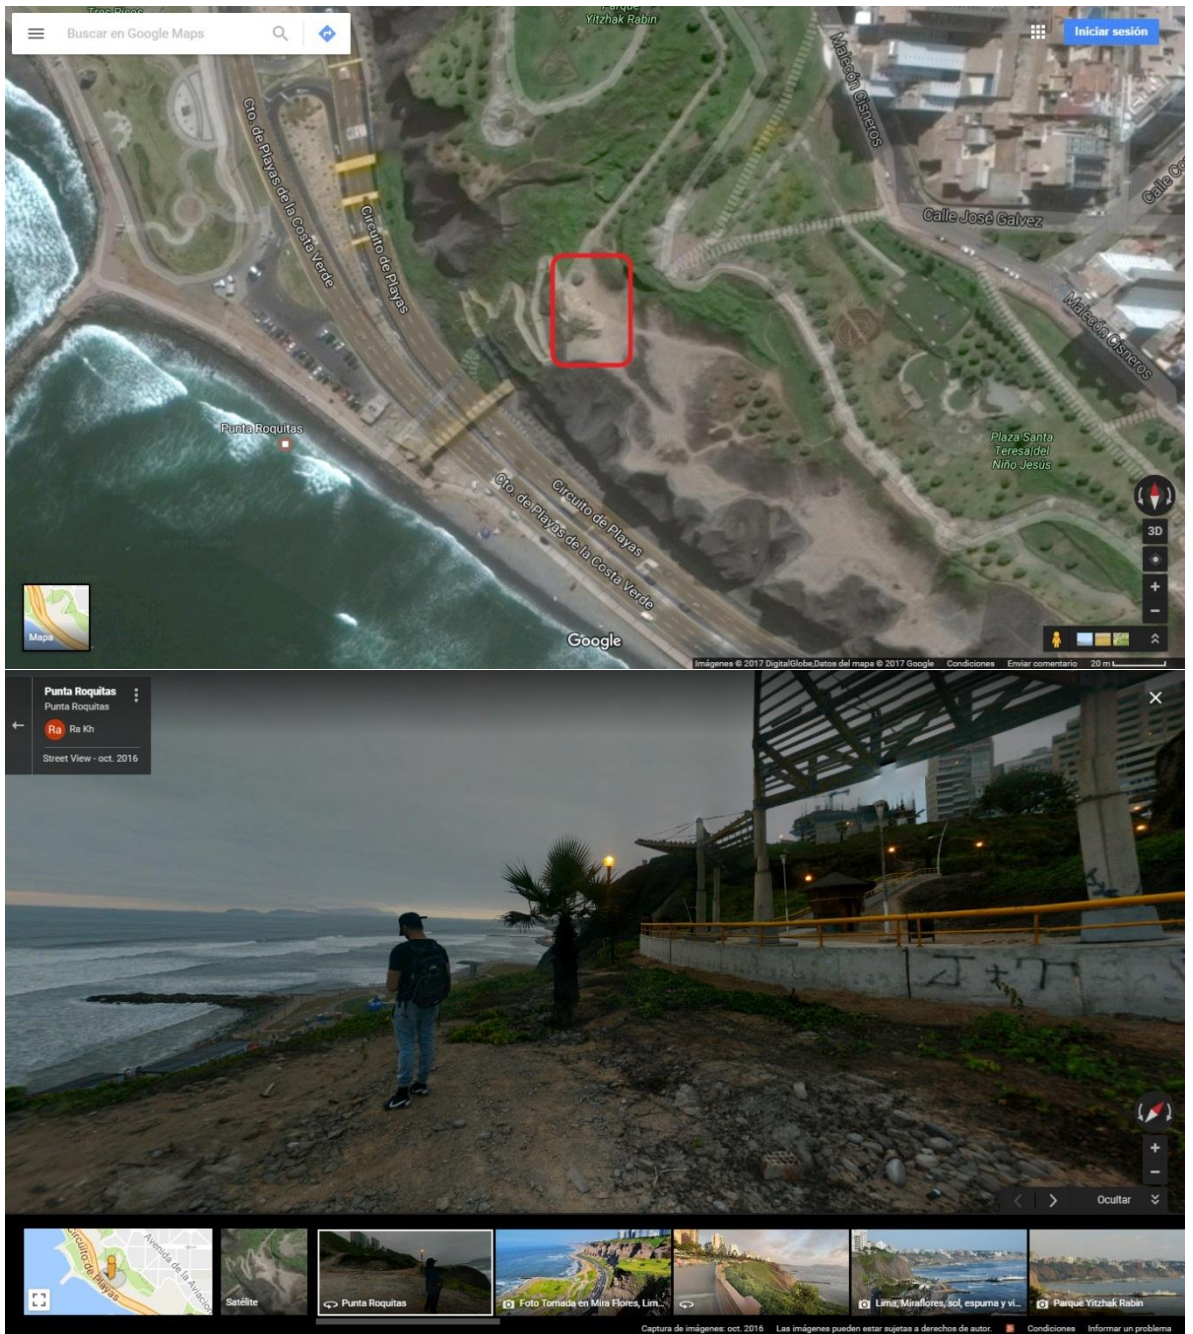 Tres Picos
Parque
Yitzhak Rabin
Buscar en Google Maps
Iniciar sesión
Malecón Cisneros
Cto. de Playas de la Costa Verde
Circuito de Playas
Calle José Galvez
Malecón Cisneros
Punta Roquitas
Plaza Santa
Teresa del
Niño Jesús
Circuito de Playas
Cto. de Playas de la Costa Verde
3D
Mapa
Google
Imágenes © 2017 DigitalGlobe,Datos del mapa © 2017 Google Condiciones Enviar comentario 20 m
Punta Roquitas
Punta Roquitas
Ra Ra Kh
Street View - oct. 2016
J + M
Ocultar
Circuito de Playas
Avenida de la Aviació
Satélite
Punta Roquitas
Foto Tomada en Mira Flores, Lim...
Lima, Miraflores, sol, espuma y vi...
Parque Yitzhak Rabin
Captura de imágenes: oct. 2016 Las imágenes pueden estar sujetas a derechos de autor. Condiciones Informar un problema